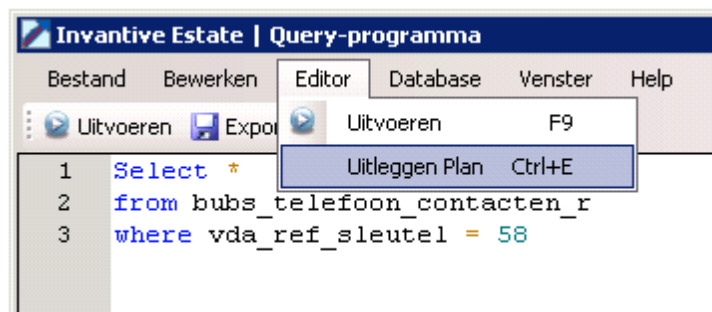 Invantive Estate | Query-programma
Bestand Bewerken Editor Database Venster Help
Uitvoeren Expo
Uitvoeren F9
Uitleggen Plan Ctrl+E
1 Select *
2 from bubs_telefoon_contacten_r
3 where vda_ref_sleutel = 58